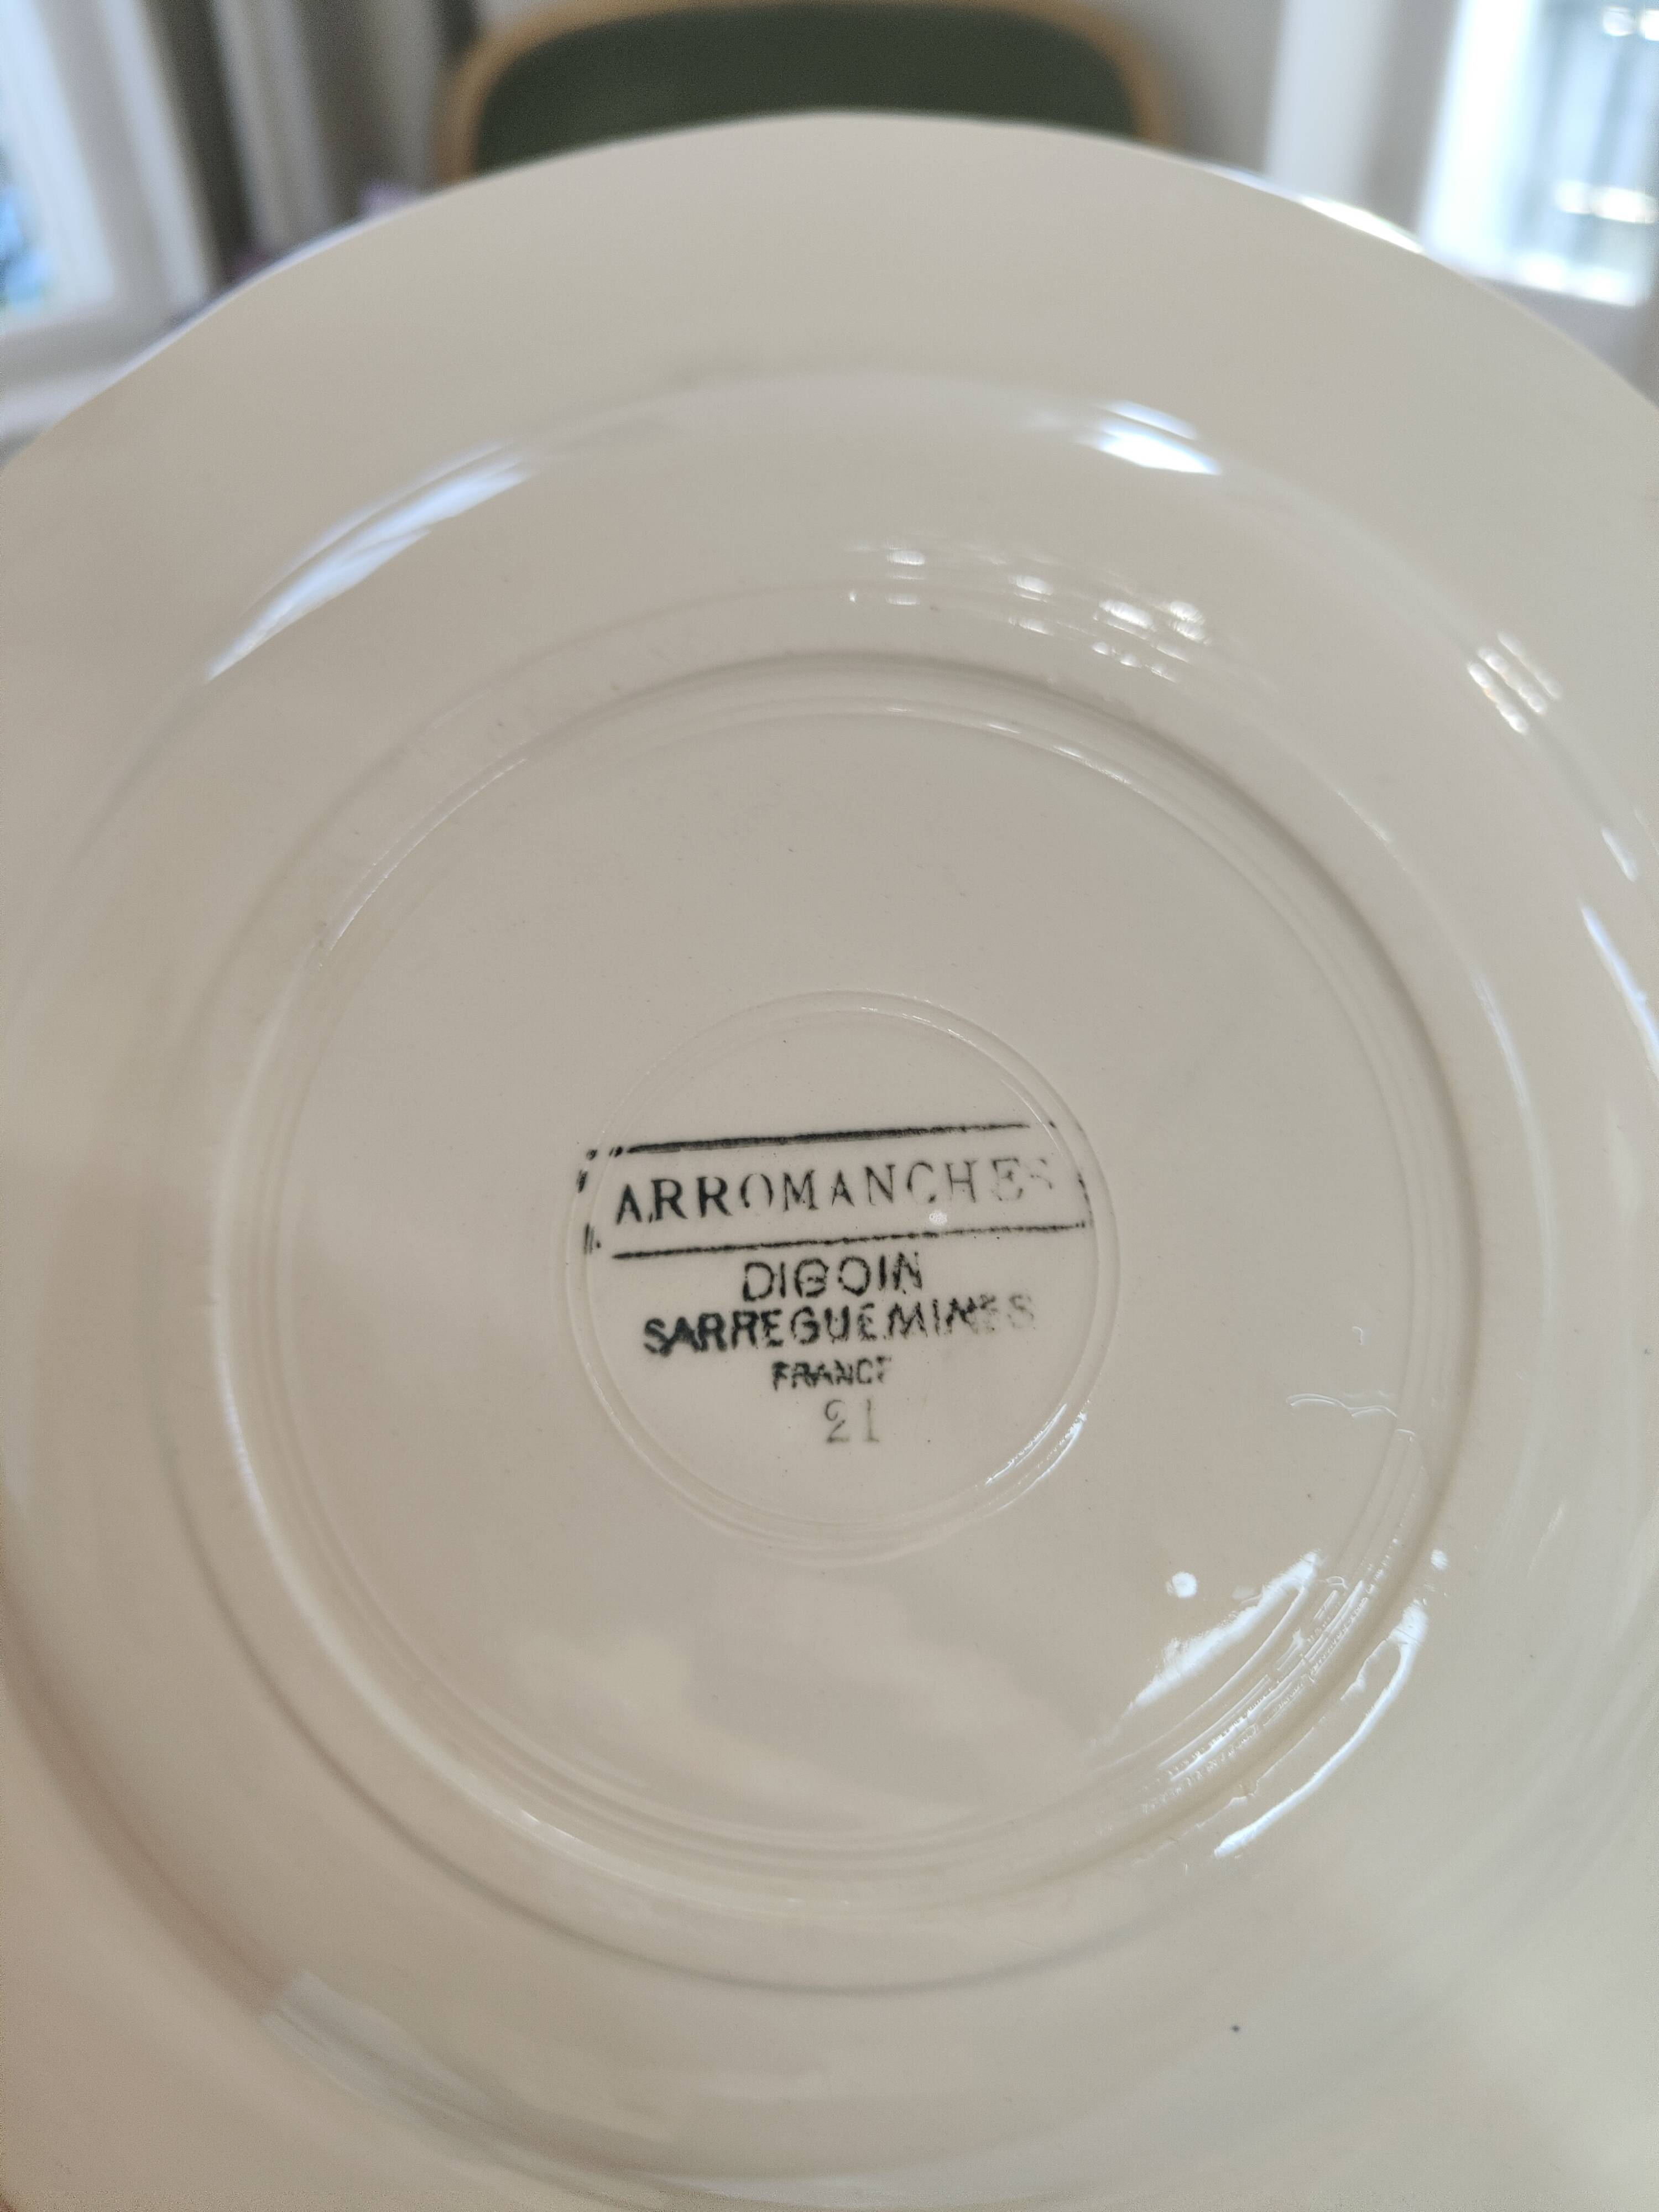 ARROMANCHES
DIGOIN
SARREGUEMINES
FRANCE
21